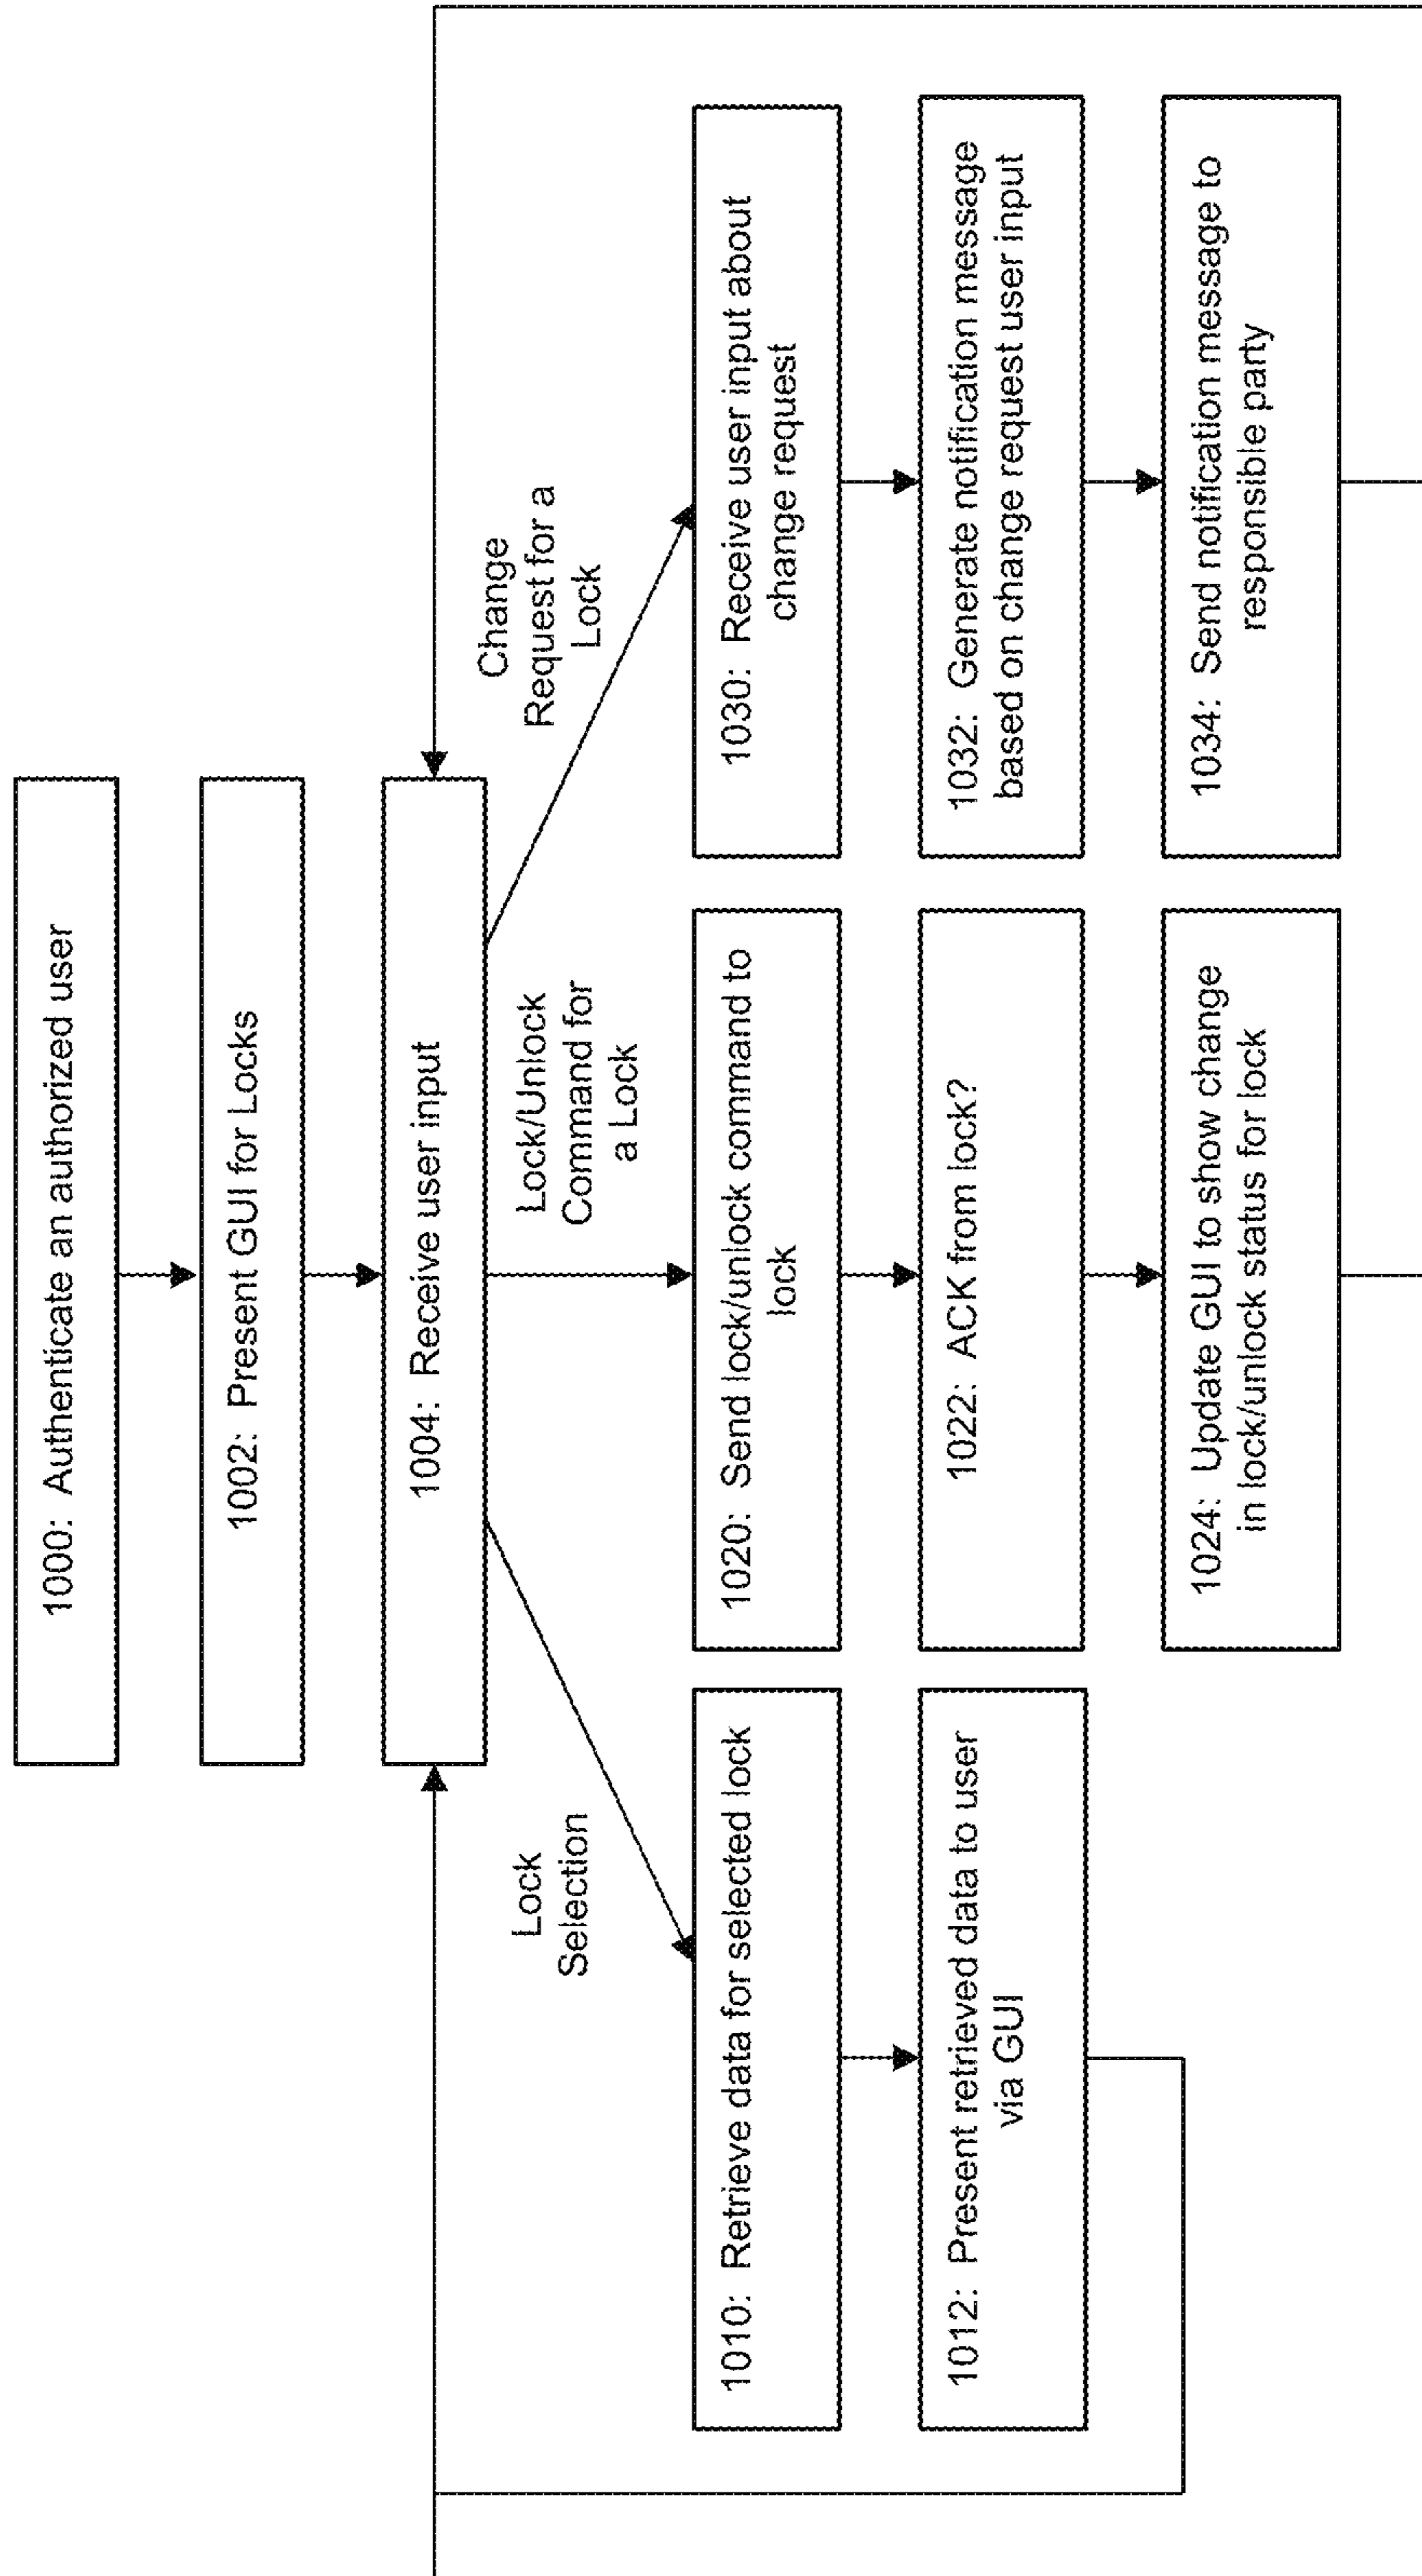 1000: Authenticate an authorized user
1002: Present GUI for Locks
1004: Receive user input
Lock
Selection
Lock/Unlock
Command for
a Lock
Change
Request for a
Lock
1010: Retrieve data for selected lock
1012: Present retrieved data to user
via GUI
1020: Send lock/unlock command to
lock
1022: ACK from lock?
1024: Update GUI to show change
in lock/unlock status for lock
1030: Receive user input about
change request
1032: Generate notification message
based on change request user input
1034: Send notification message to
responsible party